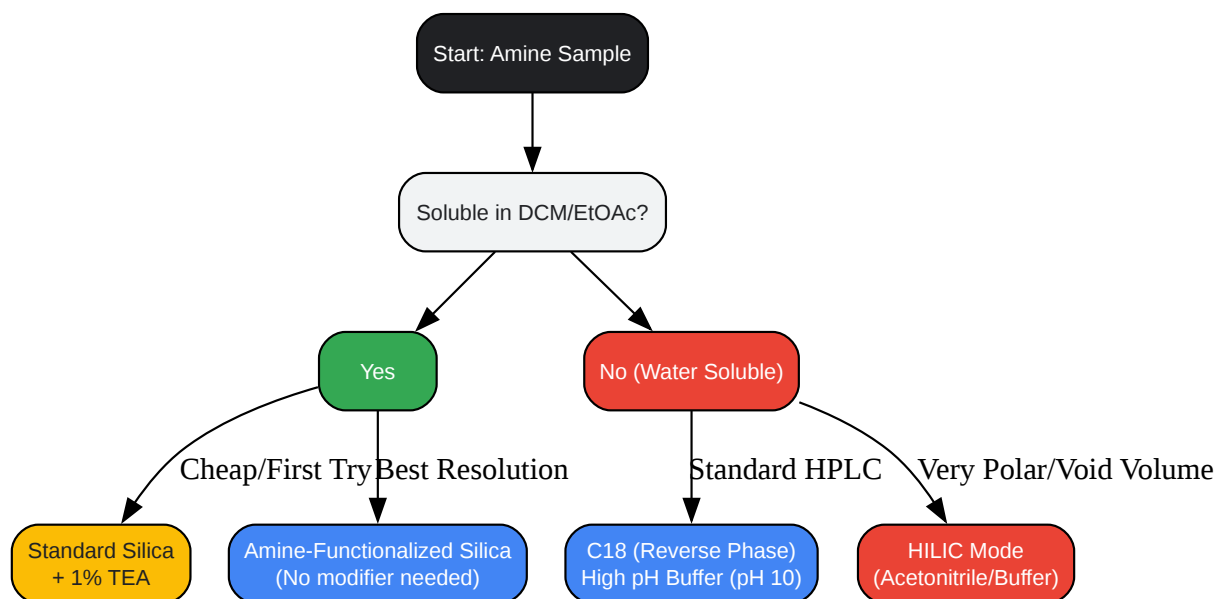 Start: Amine Sample
Soluble in DCM/EtOAc?
Yes
No (Water Soluble)
Cheap/First Try
Best Resolution
Standard HPLC
Very Polar/Void Volume
Standard Silica
+ 1% TEA
Amine-Functionalized Silica
(No modifier needed)
C18 (Reverse Phase)
High pH Buffer (pH 10)
HILIC Mode
(Acetonitrile/Buffer)